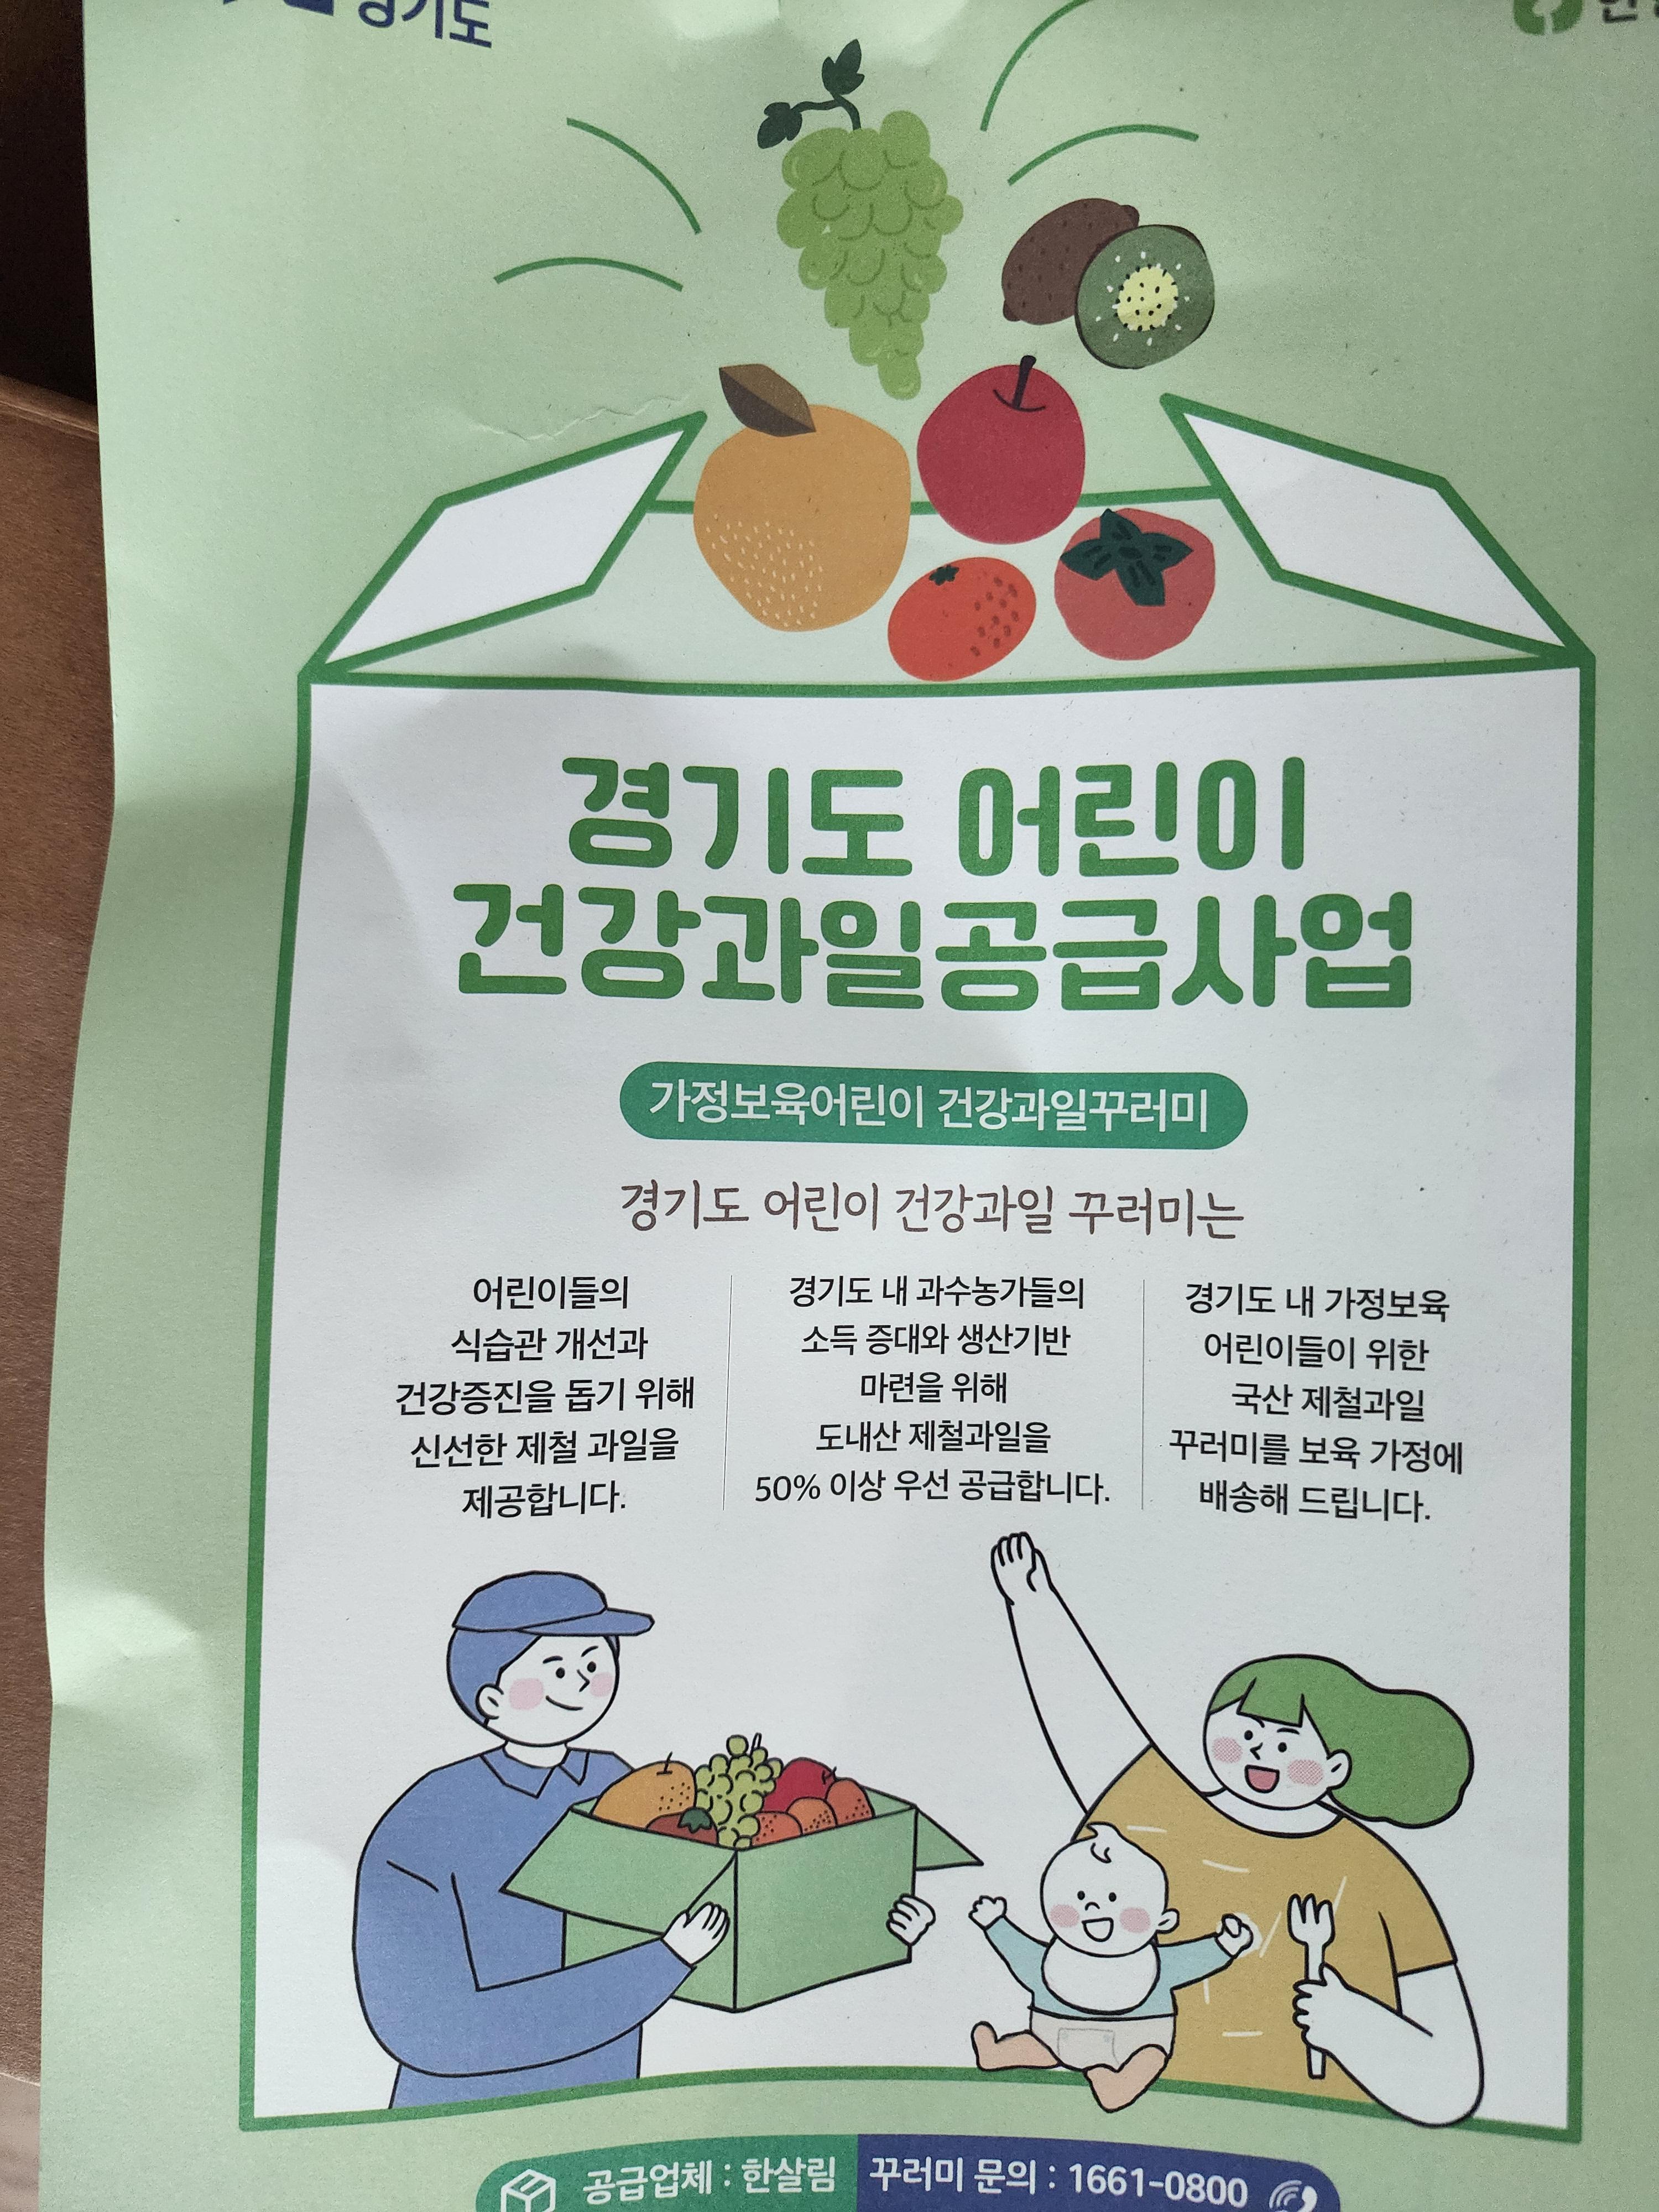 경기도
경기도 어린이
건강과일공급사업
가정보육어린이 건강과일꾸러미
경기도 어린이 건강과일 꾸러미는
어린이들의
식습관 개선과
건강증진을 돕기 위해
신선한 제철 과일을
제공합니다.
경기도 내 과수농가들의
소득 증대와 생산기반
마련을 위해
도내산 제철과일을
50% 이상 우선 공급합니다.
경기도 내 가정보육
어린이들이 위한
국산 제철과일
꾸러미를 보육 가정에
배송해 드립니다.
공급업체 : 한살림
꾸러미 문의 : 1661-0800